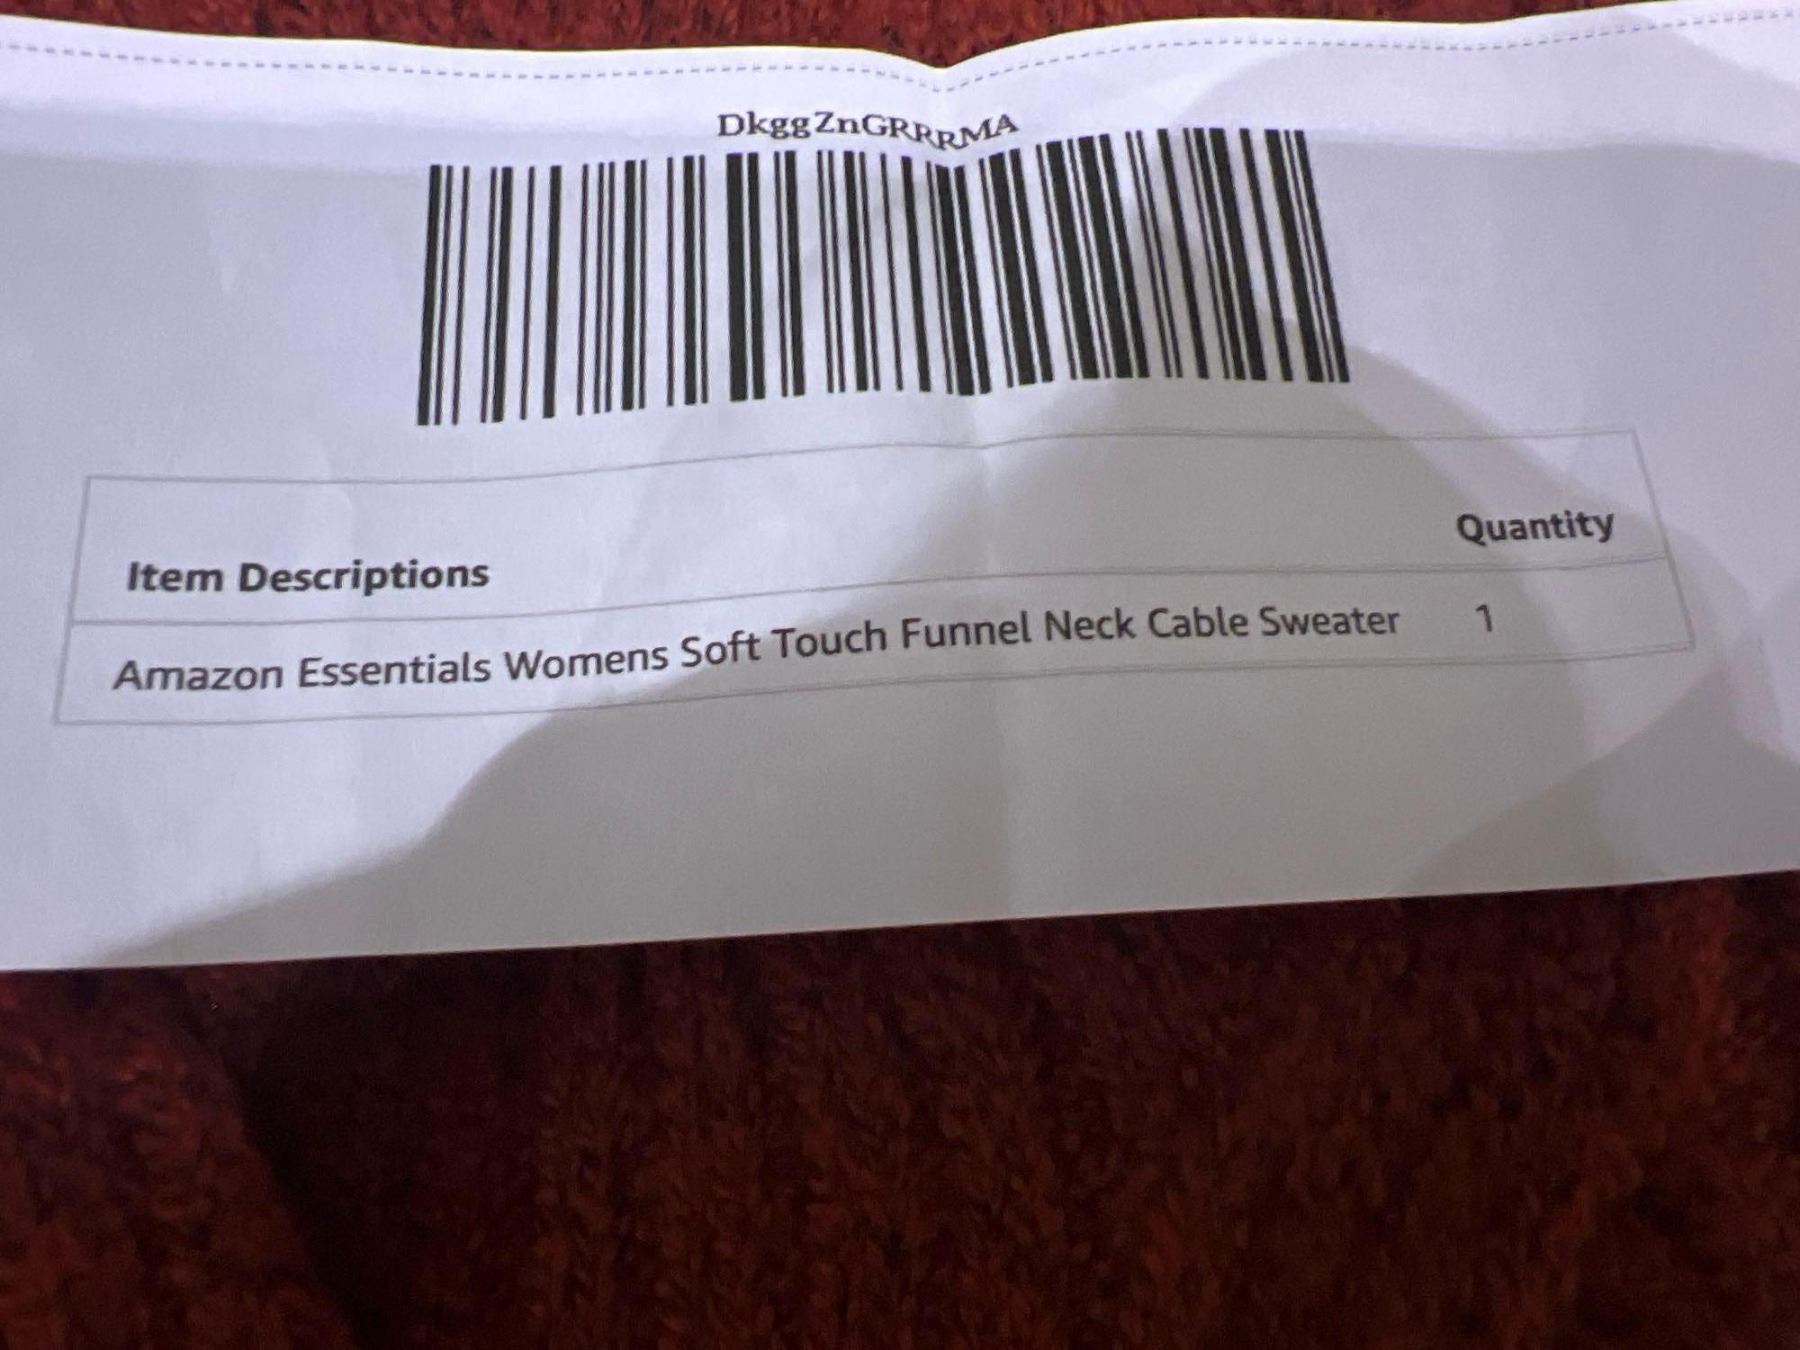 DkggZnGRRRMA
Item Descriptions Quantity
Amazon Essentials Womens Soft Touch Funnel Neck Cable Sweater 1